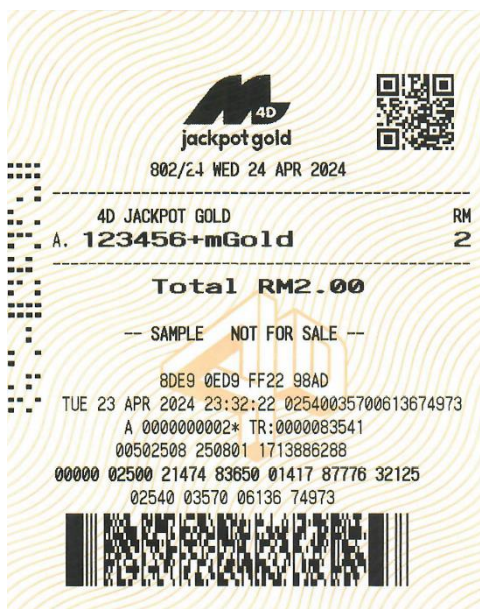 4D
jackpot gold
802/24 WED 24 APR 2024
4D JACKPOT GOLD RM
A. 123456+mGold 2
Total RM2.00
-- SAMPLE NOT FOR SALE --
8DE9 0ED9 FF22 98AD
TUE 23 APR 2024 23:32:22 02540035700613674973
A 0000000002* TR:0000083541
00502508 250801 1713886288
00000 02500 21474 83650 01417 87776 32125
02540 03570 06136 74973